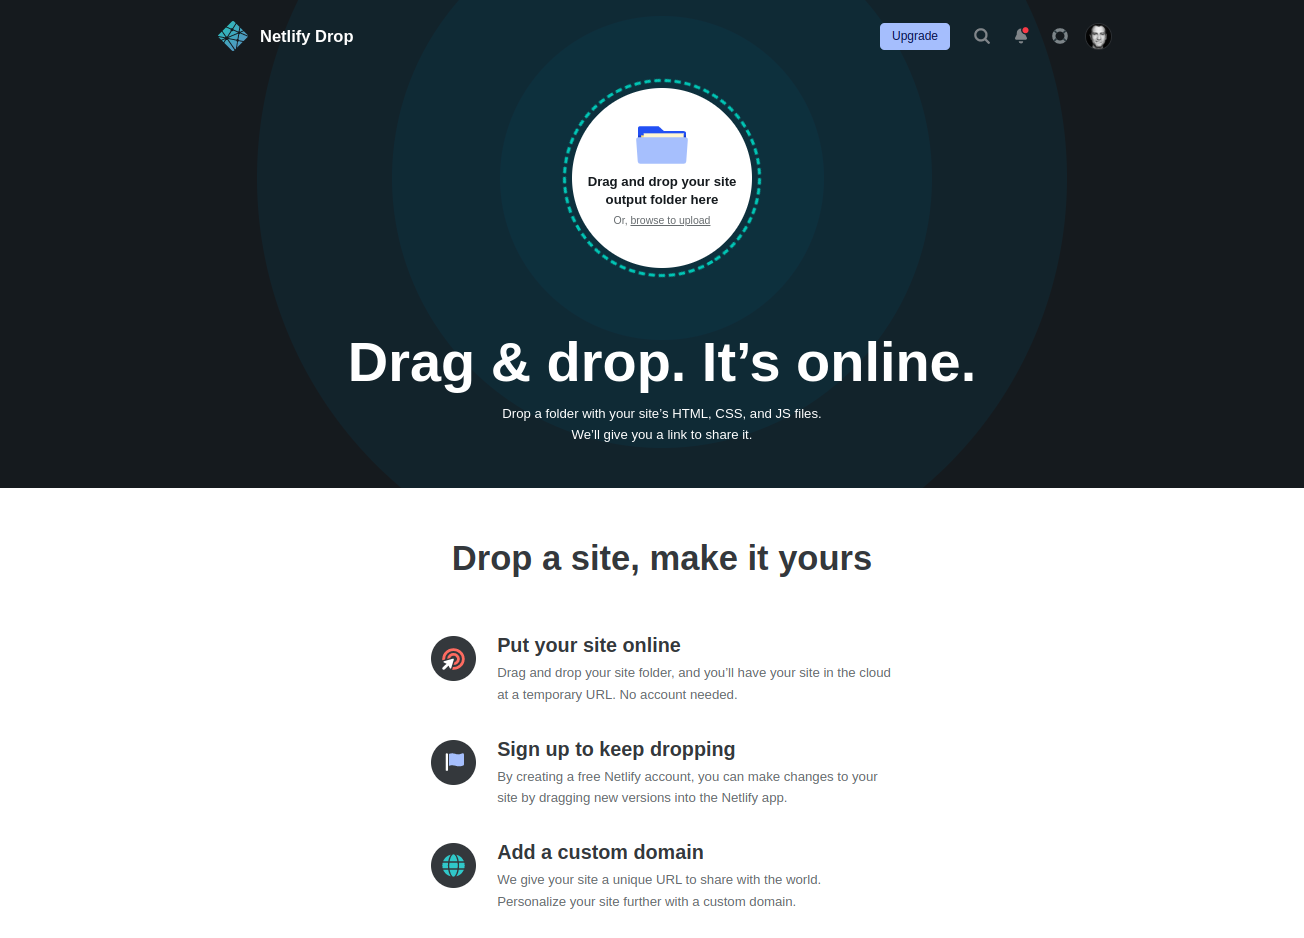 Netlify Drop
Upgrade
Drag and drop your site
output folder here
Or, browse to upload
Drag & drop. It’s online.
Drop a folder with your site’s HTML, CSS, and JS files.
We’ll give you a link to share it.
Drop a site, make it yours
Put your site online
Drag and drop your site folder, and you’ll have your site in the cloud
at a temporary URL. No account needed.
Sign up to keep dropping
By creating a free Netlify account, you can make changes to your
site by dragging new versions into the Netlify app.
Add a custom domain
We give your site a unique URL to share with the world.
Personalize your site further with a custom domain.